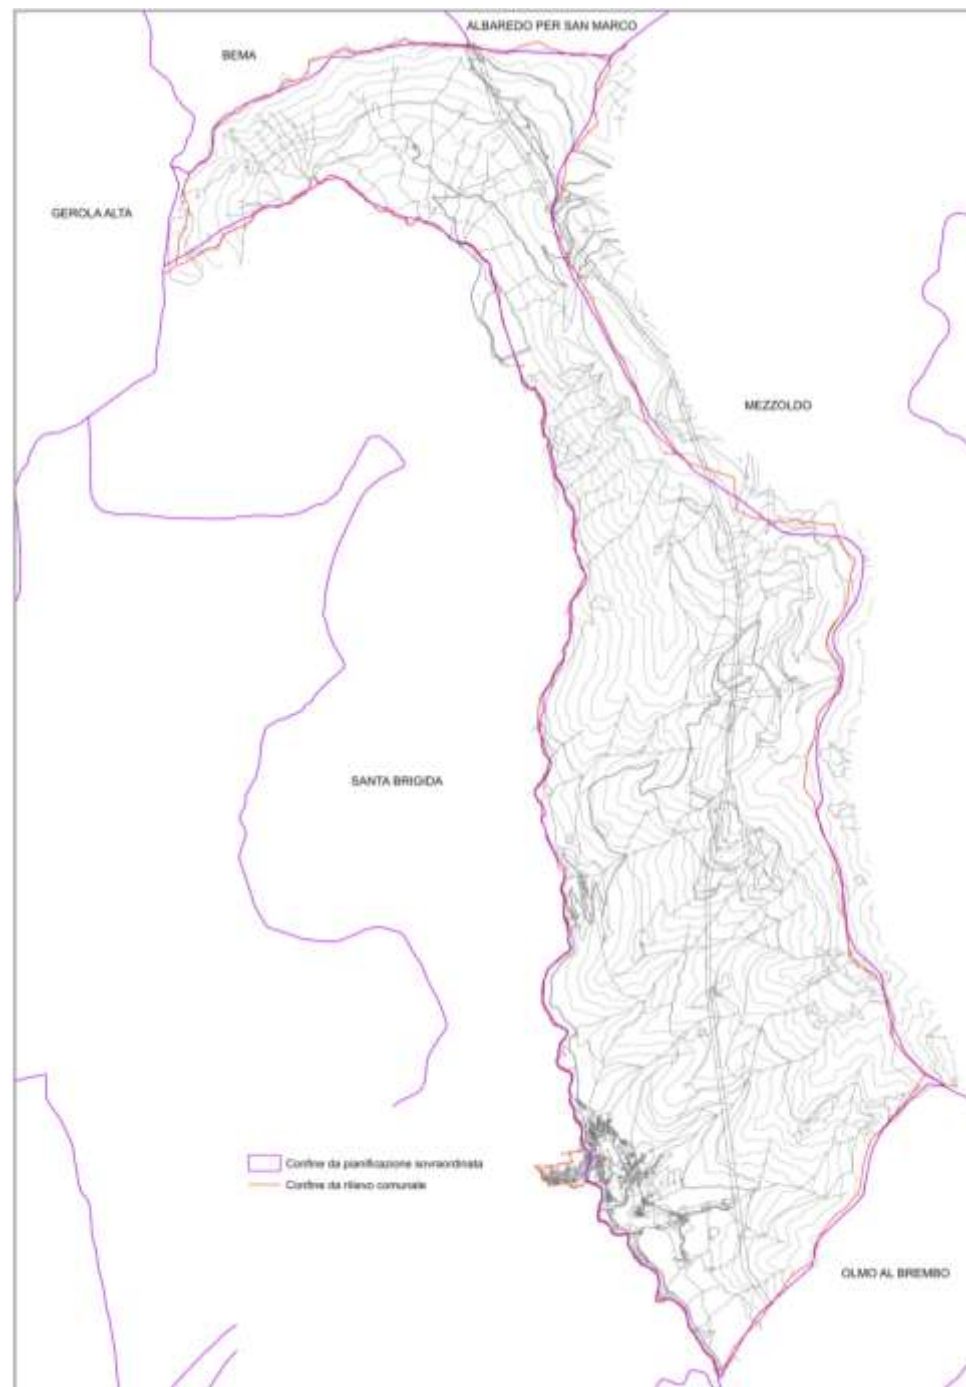 ALBAREDO PER SAN MARCO
BEMA
GEROLA ALTA
MEZZOLDO
SANTA BRIGIDA
Confine da pianificazione sovraordinata
Confine da rilievo comunale
OLMO AL BREMBO